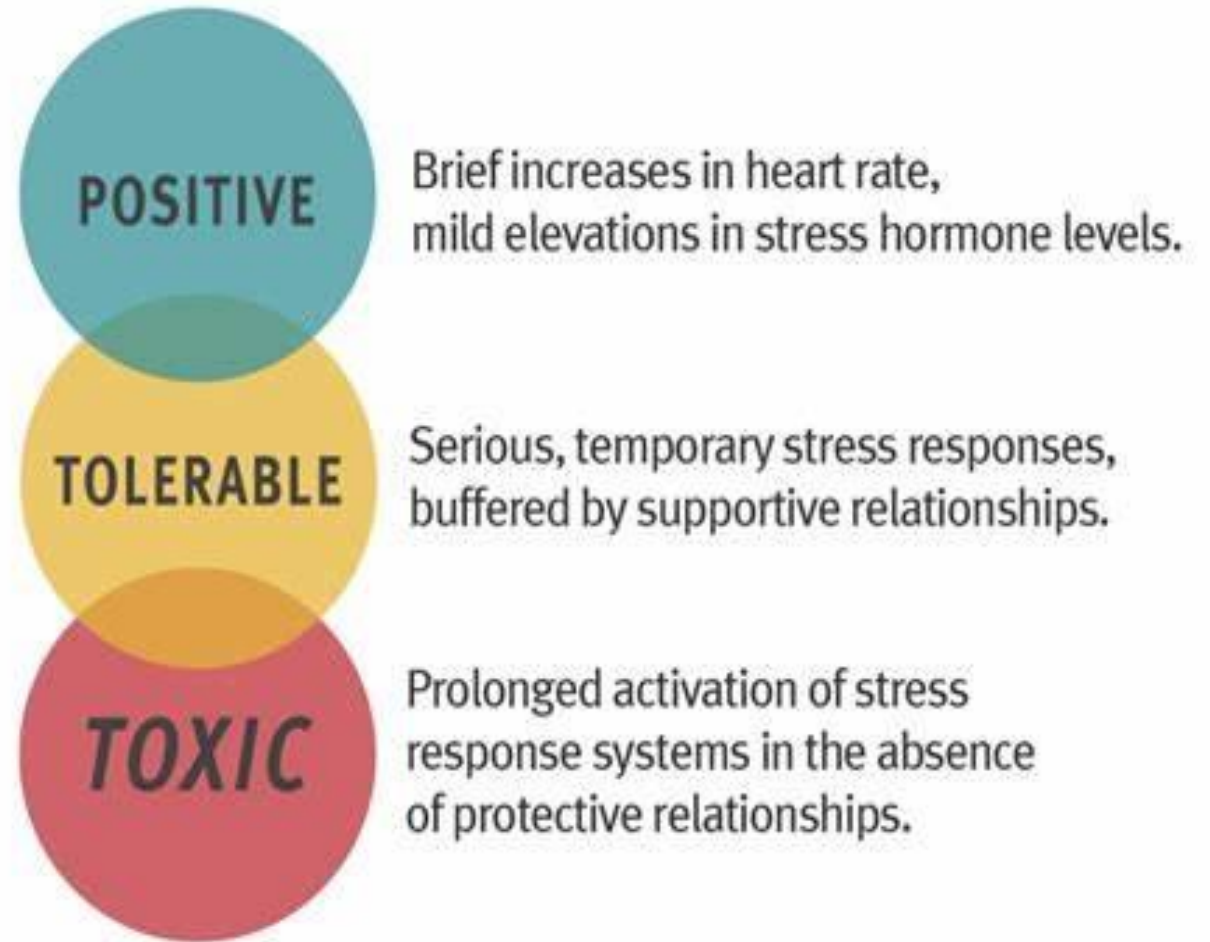 POSITIVE
Brief increases in heart rate,
mild elevations in stress hormone levels.
TOLERABLE
Serious, temporary stress responses,
buffered by supportive relationships.
TOXIC
Prolonged activation of stress
response systems in the absence
of protective relationships.